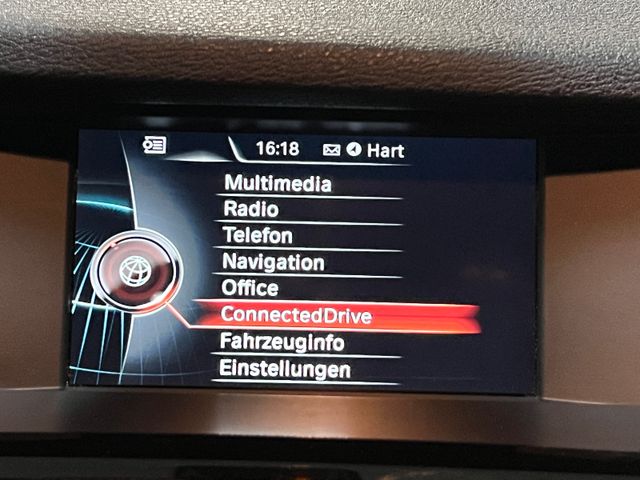 16:18 Hart
Multimedia
Radio
Telefon
Navigation
Office
ConnectedDrive
Fahrzeuginfo
Einstellungen